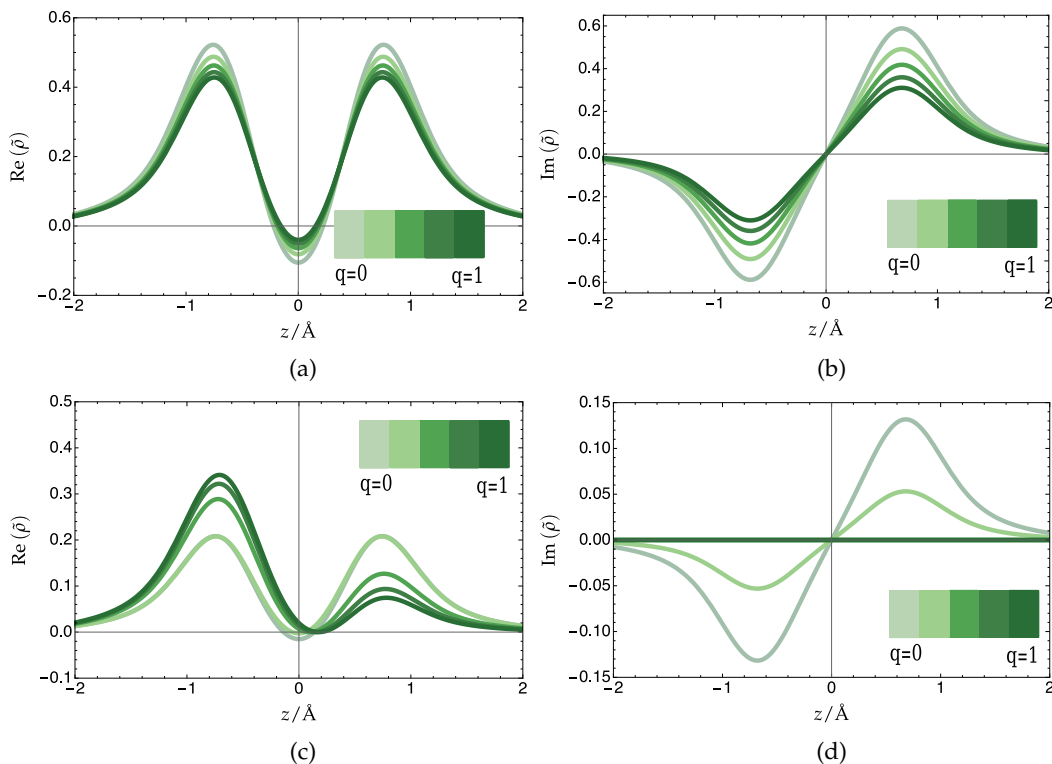 0.6
0.4
0.2
0.0
−0.2
Re (ρ̃)
q=0 q=1
−2 −1 0 1 2
z/Å
(a)
0.6
0.4
0.2
0.0
-0.2
-0.4
-0.6
Im (ρ̃)
q=0 q=1
−2 −1 0 1 2
z/Å
(b)
0.5
0.4
0.3
0.2
0.1
0.0
−0.1
Re (ρ̃)
q=0 q=1
−2 −1 0 1 2
z/Å
(c)
0.15
0.10
0.05
0.00
−0.05
−0.10
−0.15
Im (ρ̃)
q=0 q=1
−2 −1 0 1 2
z/Å
(d)